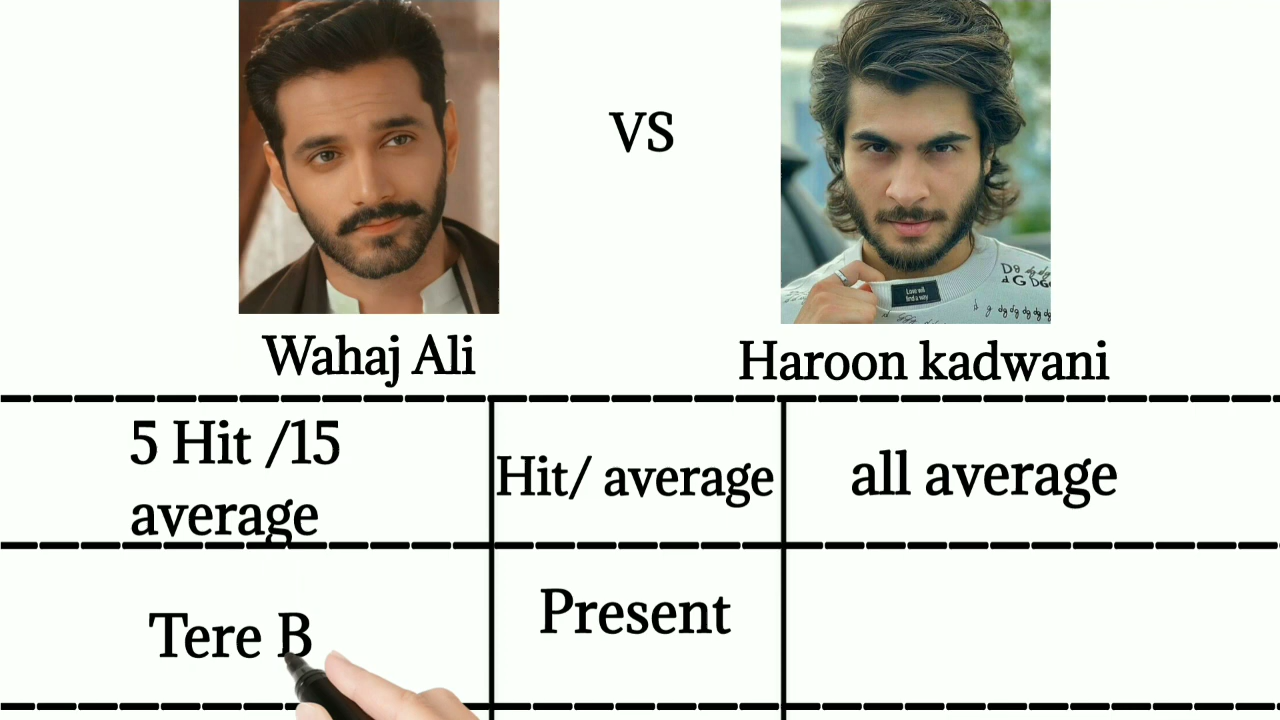 VS
Wahaj Ali
Haroon kadwani
5 Hit /15
average
Hit/ average
all average
Tere B
Present